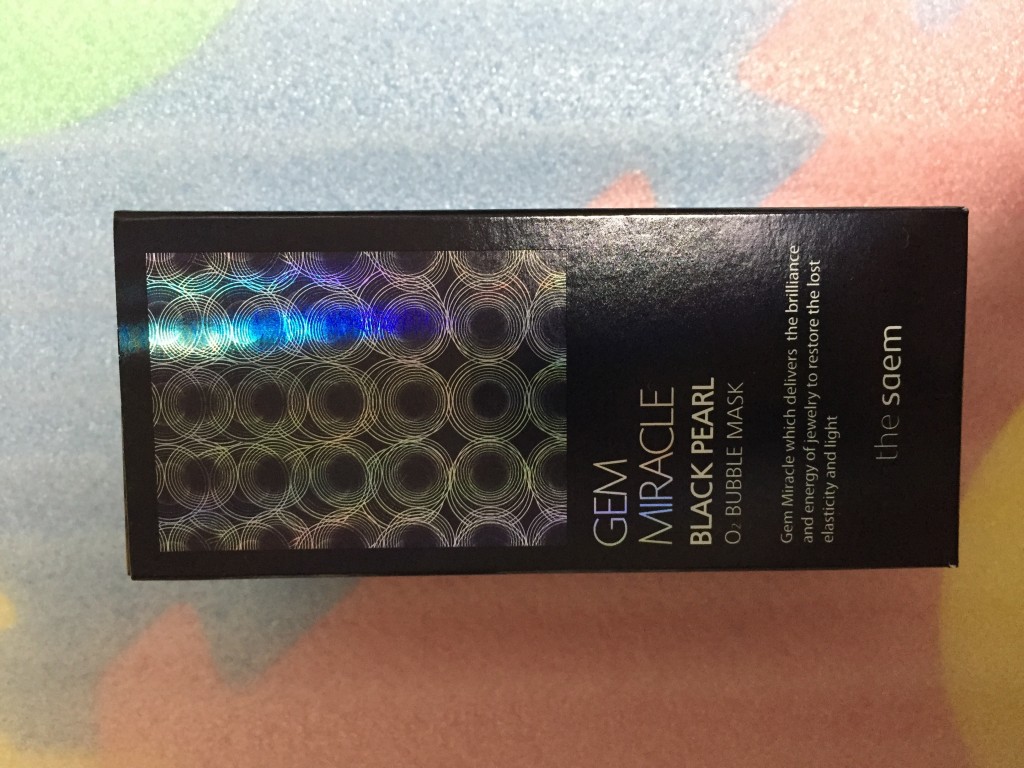 GEM
MIRACLE
BLACK PEARL
O₂ BUBBLE MASK
Gem Miracle which delivers the brilliance
and energy of jewelry to restore the lost
elasticity and light
the saem